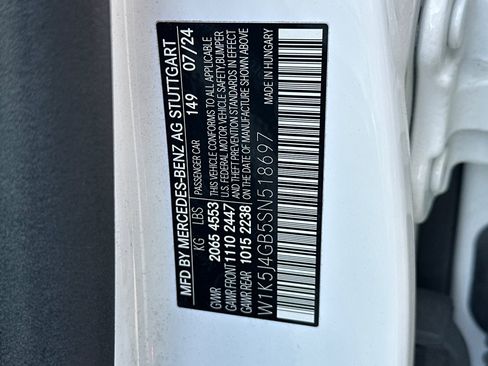 MFD BY MERCEDES-BENZ AG STUTTGART
PASSENGER CAR 149 07/24
KG LBS
GVWR 2065 4553
GAWR FRONT 1110 2447
GAWR REAR 1015 2238
THIS VEHICLE CONFORMS TO ALL APPLICABLE
U.S. FEDERAL MOTOR VEHICLE SAFETY, BUMPER
AND THEFT PREVENTION STANDARDS IN EFFECT
ON THE DATE OF MANUFACTURE SHOWN ABOVE
W1K5J4GB5SN518697
MADE IN HUNGARY